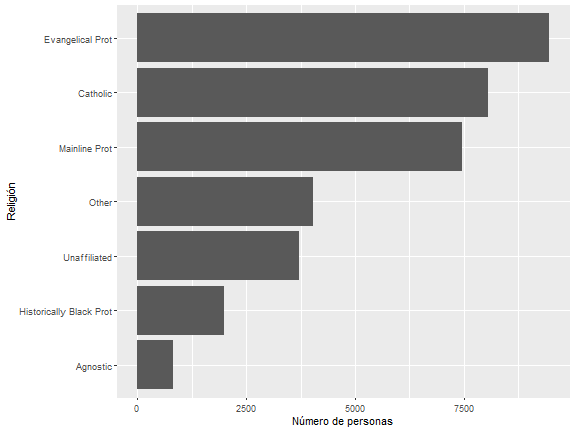 Evangelical Prot
Catholic
Mainline Prot
Other
Unaffiliated
Historically Black Prot
Agnostic
Religión
0 2500 5000 7500
Número de personas